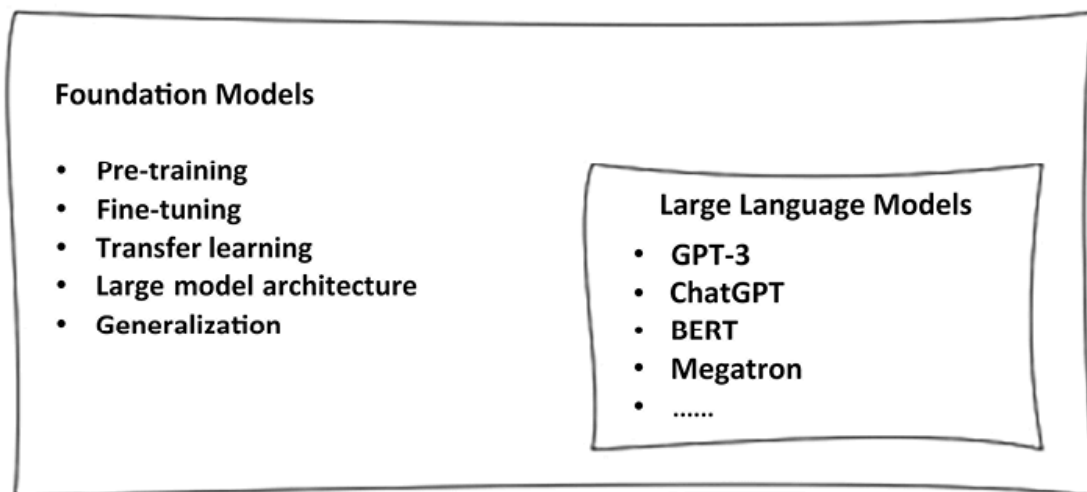 Foundation Models
• Pre-training
• Fine-tuning
• Transfer learning
• Large model architecture
• Generalization
Large Language Models
• GPT-3
• ChatGPT
• BERT
• Megatron
• ......